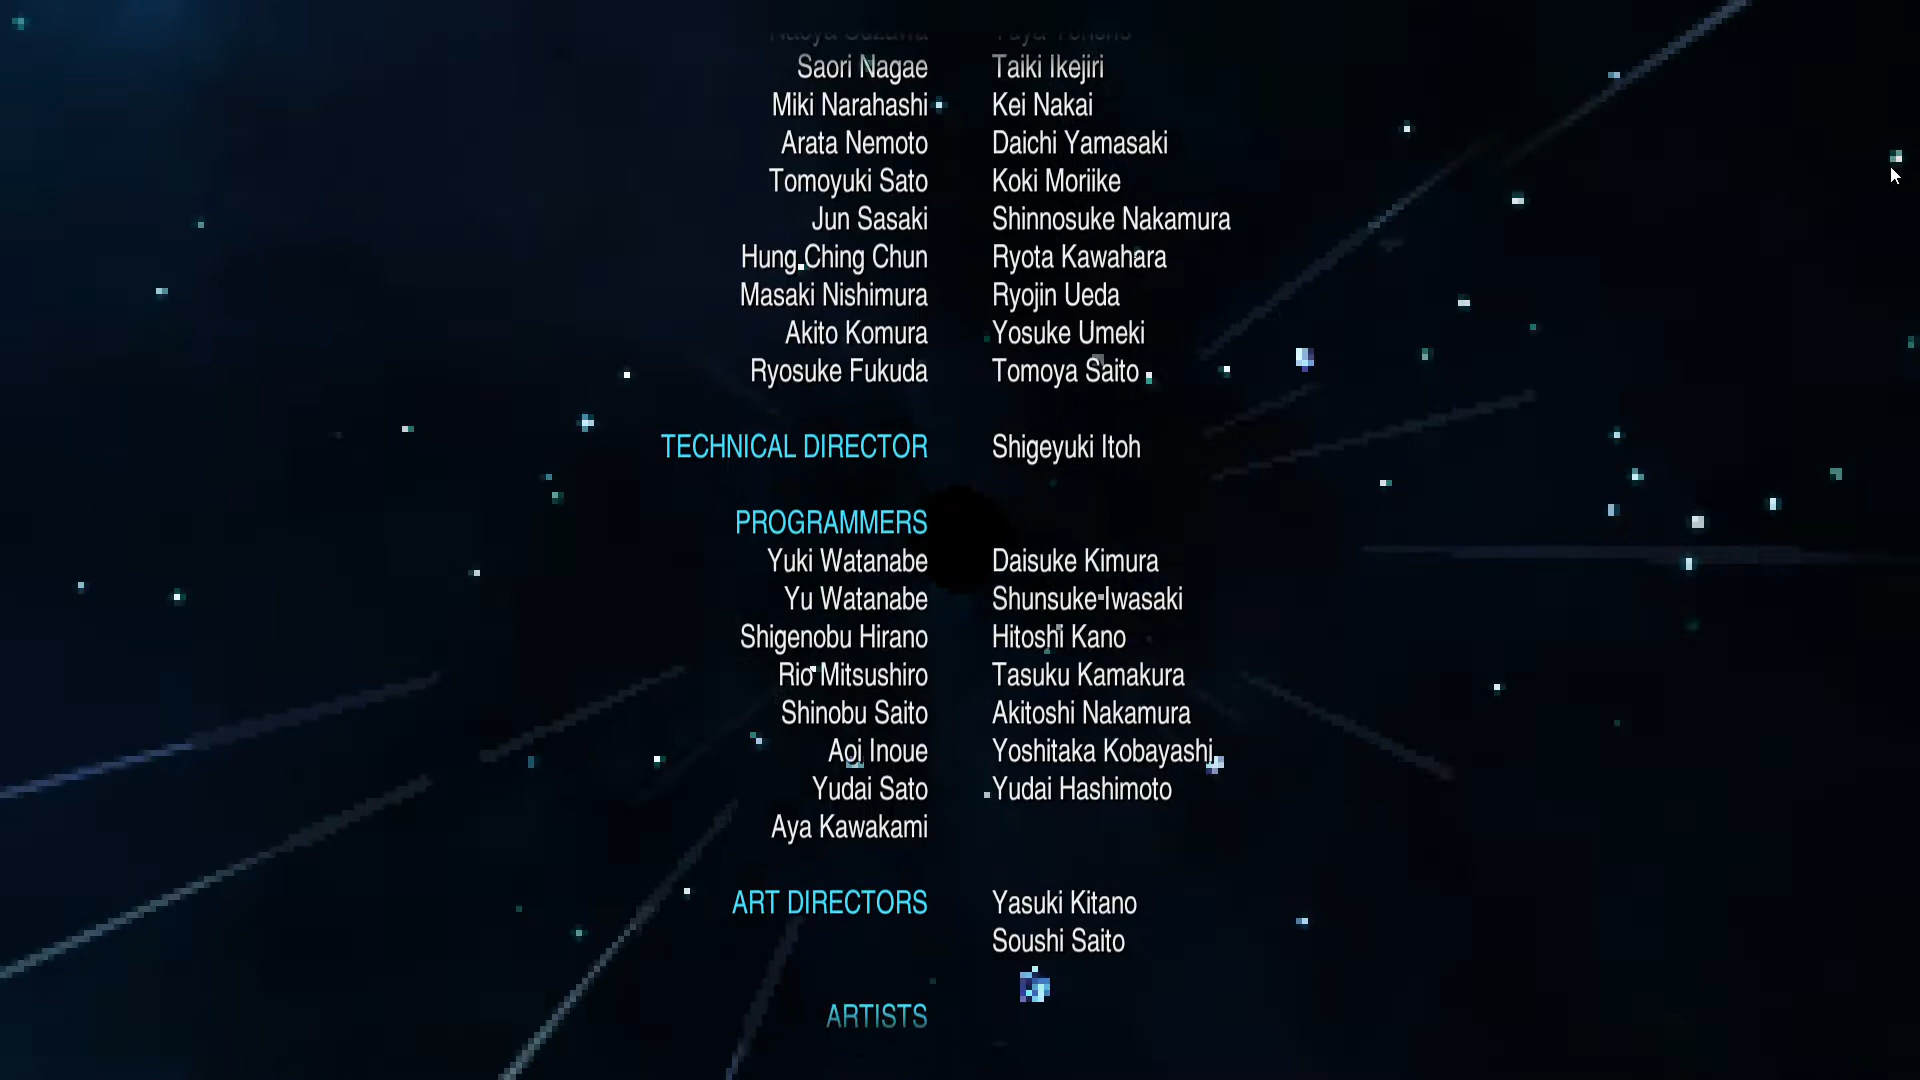 Saori Nagae Taiki Ikejiri
Miki Narahashi Kei Nakai
Arata Nemoto Daichi Yamasaki
Tomoyuki Sato Koki Moriike
Jun Sasaki Shinnosuke Nakamura
Hung Ching Chun Ryota Kawahara
Masaki Nishimura Ryojin Ueda
Akito Komura Yosuke Umeki
Ryosuke Fukuda Tomoya Saito
TECHNICAL DIRECTOR Shigeyuki Itoh
PROGRAMMERS
Yuki Watanabe Daisuke Kimura
Yu Watanabe Shunsuke Iwasaki
Shigenobu Hirano Hitoshi Kano
Rio Mitsushiro Tasuku Kamakura
Shinobu Saito Akitoshi Nakamura
Aoi Inoue Yoshitaka Kobayashi
Yudai Sato Yudai Hashimoto
Aya Kawakami
ART DIRECTORS Yasuki Kitano
Soushi Saito
ARTISTS